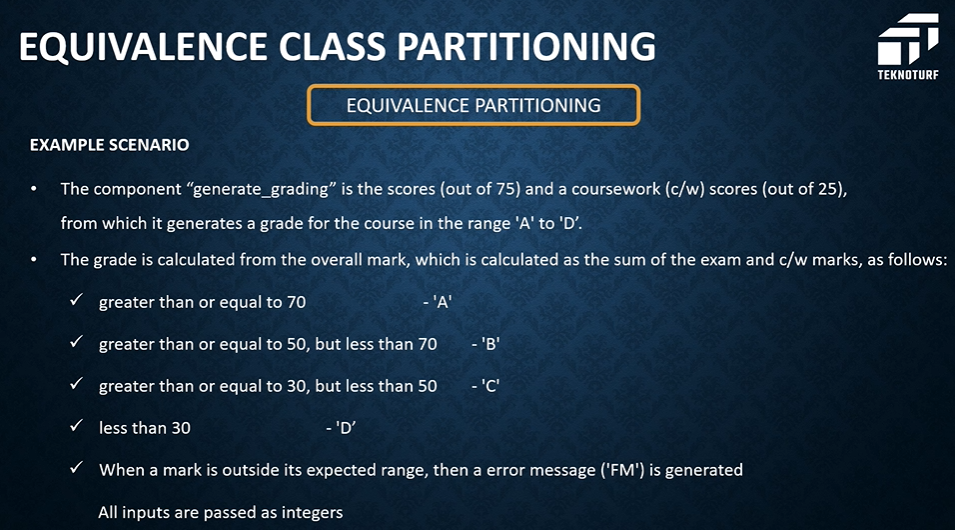 EQUIVALENCE CLASS PARTITIONING
TEKNOTURF
EQUIVALENCE PARTITIONING
EXAMPLE SCENARIO
• The component “generate_grading” is the scores (out of 75) and a coursework (c/w) scores (out of 25),
from which it generates a grade for the course in the range 'A' to 'D’.
• The grade is calculated from the overall mark, which is calculated as the sum of the exam and c/w marks, as follows:
✓ greater than or equal to 70 - 'A'
✓ greater than or equal to 50, but less than 70 - 'B'
✓ greater than or equal to 30, but less than 50 - 'C'
✓ less than 30 - 'D’
✓ When a mark is outside its expected range, then a error message ('FM') is generated
All inputs are passed as integers